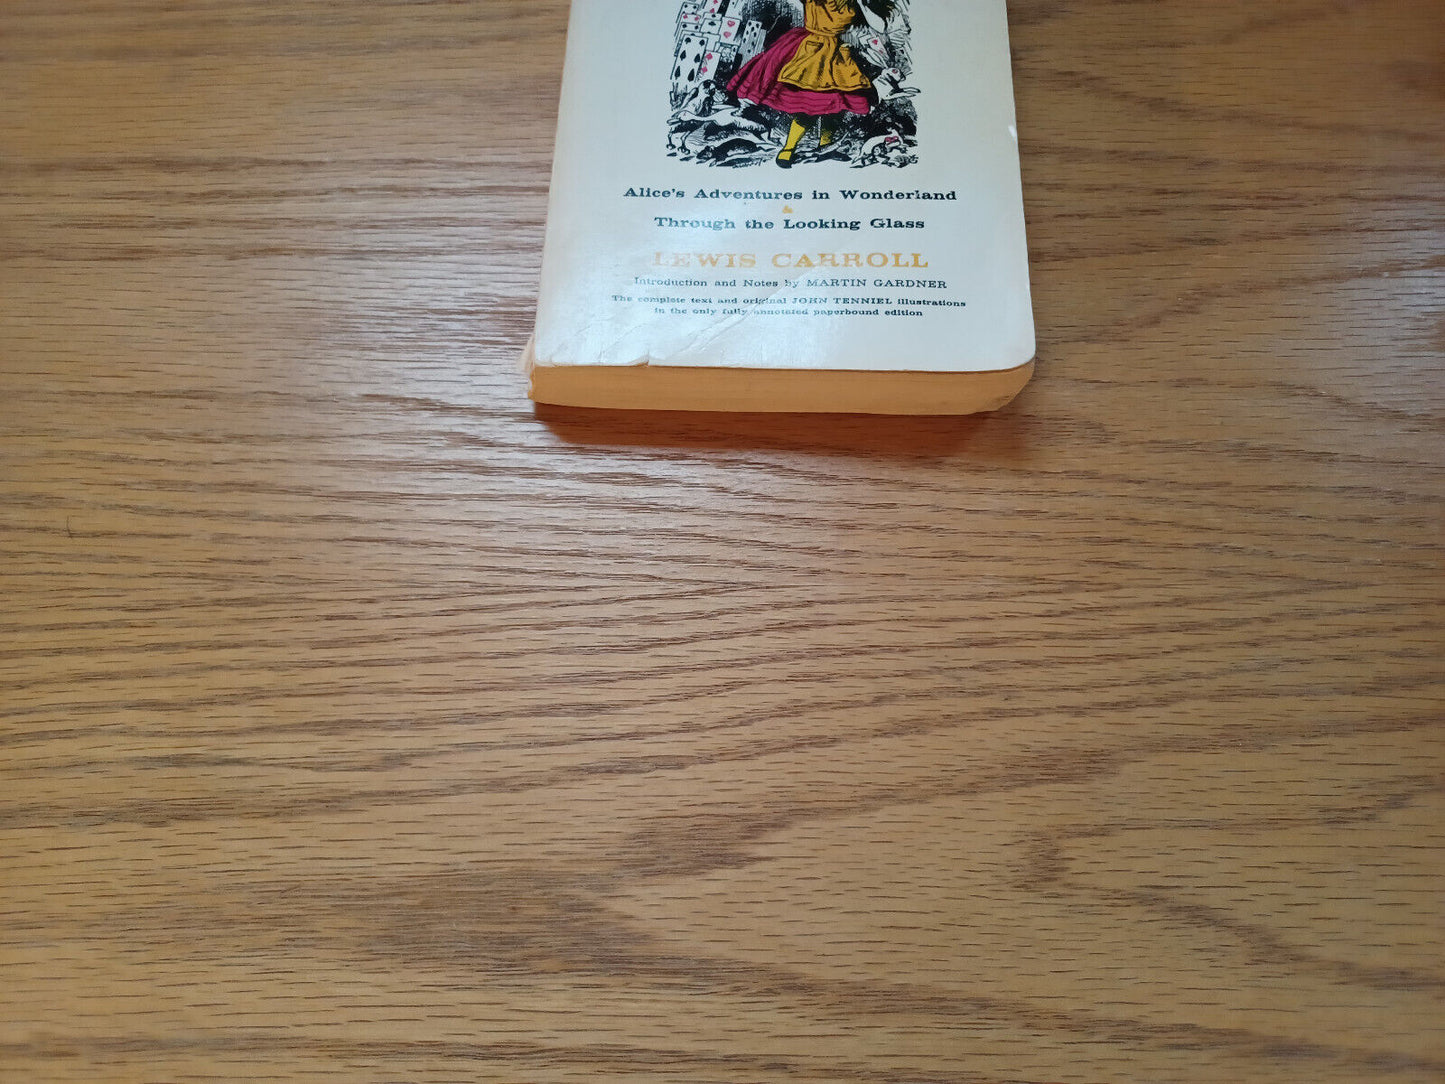 Alice's Adventures in Wonderland
&
Through the Looking Glass
LEWIS CARROLL
Introduction and Notes by MARTIN GARDNER
The complete text and original JOHN TENNIEL illustrations
in the only fully annotated paperbound edition